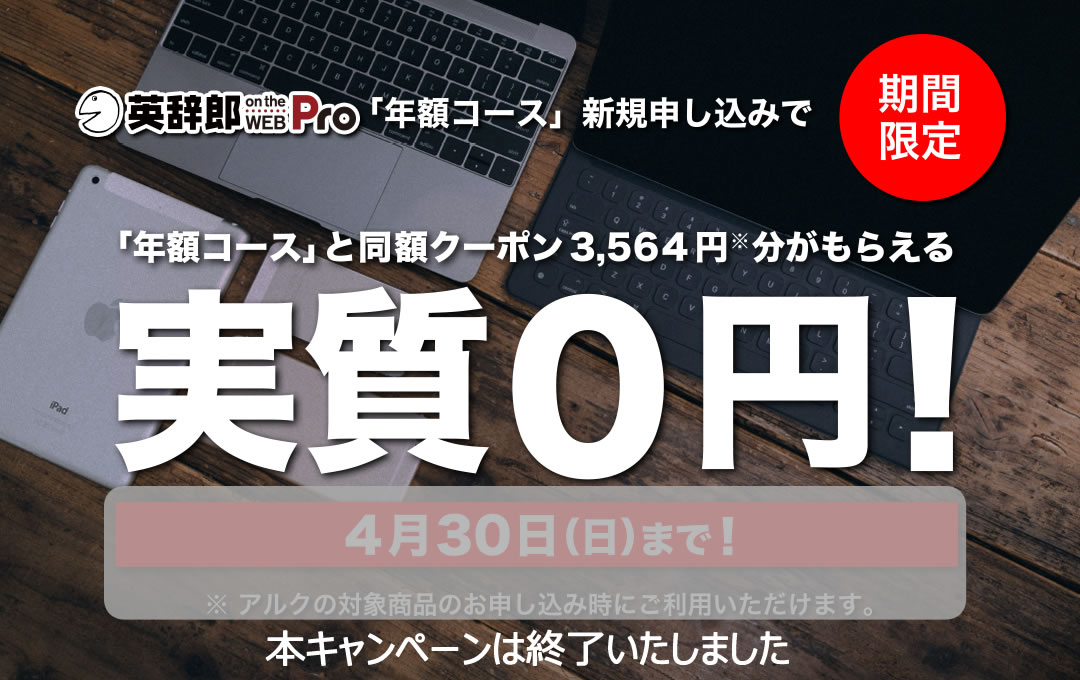 英辞郎 on the WEB Pro 「年額コース」新規申し込みで
期間
限定
「年額コース」と同額クーポン3,564円※分がもらえる
実質0円!
iPad
4月30日(日)まで!
※ アルクの対象商品のお申し込み時にご利用いただけます。
本キャンペーンは終了いたしました